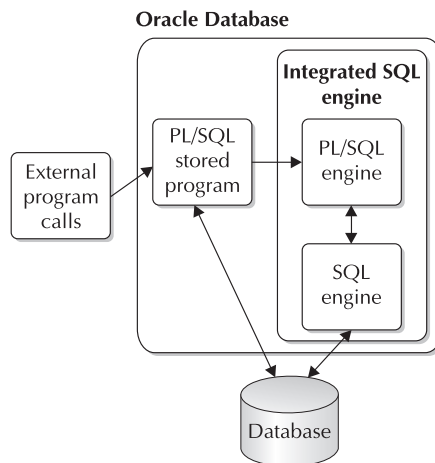 Oracle Database
Integrated SQL
engine
PL/SQL
stored
program
PL/SQL
engine
External
program
calls
SQL
engine
Database